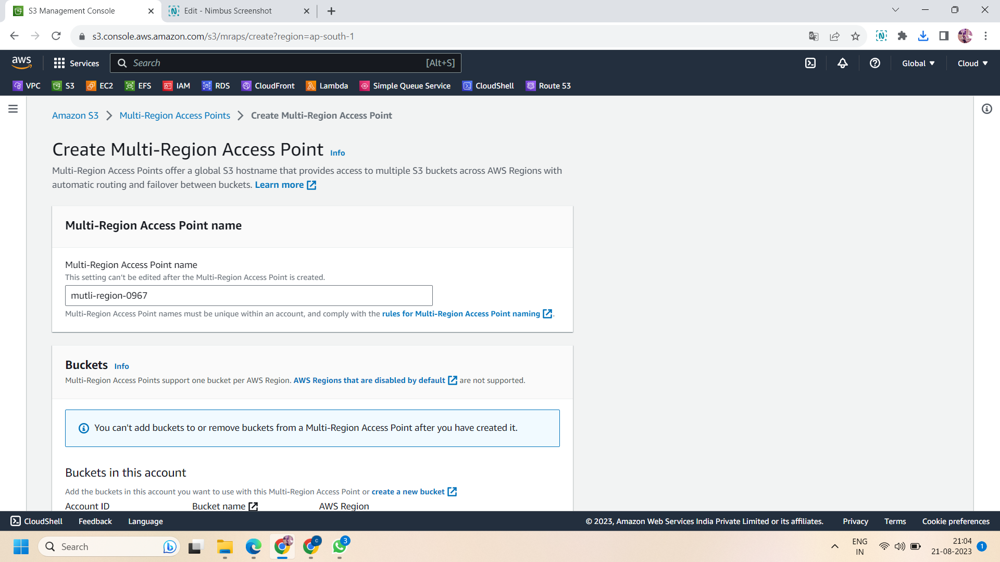 S3 Management Console
Edit - Nimbus Screenshot
s3.console.aws.amazon.com/s3/mraps/create?region=ap-south-1
aws
Services
Search
[Alt+S]
Global
Cloud
VPC
S3
EC2
EFS
IAM
RDS
CloudFront
Lambda
Simple Queue Service
CloudShell
Route 53
Amazon S3
Multi-Region Access Points
Create Multi-Region Access Point
Create Multi-Region Access Point Info
Multi-Region Access Points offer a global S3 hostname that provides access to multiple S3 buckets across AWS Regions with
automatic routing and failover between buckets. Learn more
Multi-Region Access Point name
Multi-Region Access Point name
This setting can't be edited after the Multi-Region Access Point is created.
mutli-region-0967
Multi-Region Access Point names must be unique within an account, and comply with the rules for Multi-Region Access Point naming.
Buckets Info
Multi-Region Access Points support one bucket per AWS Region. AWS Regions that are disabled by default are not supported.
You can't add buckets to or remove buckets from a Multi-Region Access Point after you have created it.
Buckets in this account
Add the buckets in this account you want to use with this Multi-Region Access Point or create a new bucket
Account ID
Bucket name
AWS Region
CloudShell
Feedback
Language
© 2023, Amazon Web Services India Private Limited or its affiliates.
Privacy
Terms
Cookie preferences
Search
C
3
ENG
IN
21:04
21-08-2023
1